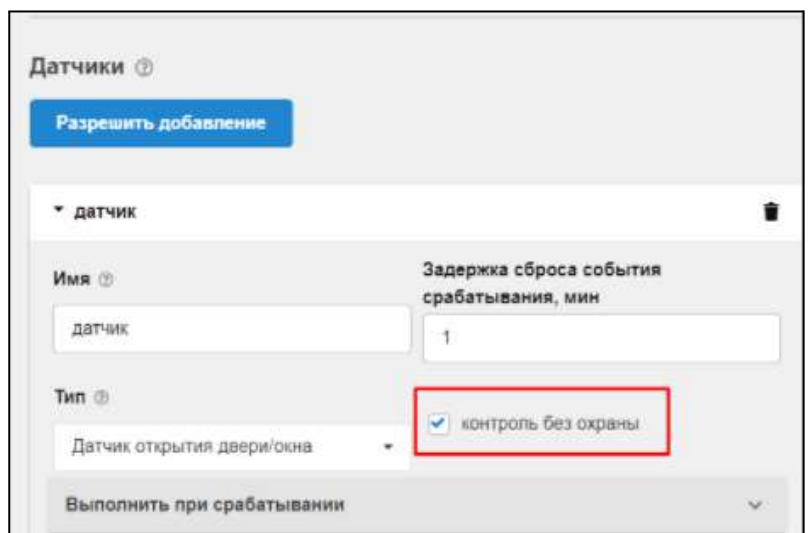 Датчики
Разрешить добавление
датчик
Имя
Задержка сброса события
срабатывания, мин
датчик
1
Тип
контроль без охраны
Датчик открытия двери/окна
Выполнить при срабатывании